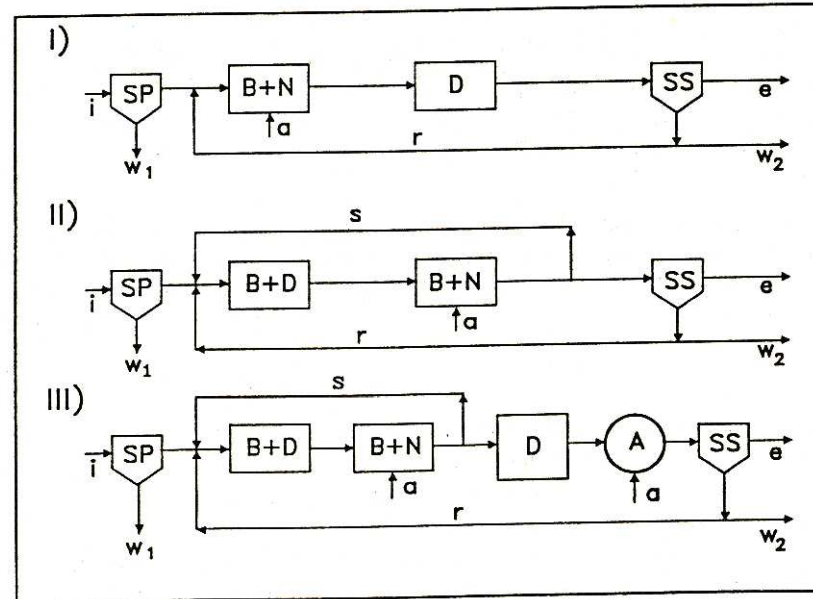 I)
i SP B+N D SS e
a
r
w1 w2
II)
s
i SP B+D B+N SS e
a
r
w1 w2
III)
s
i SP B+D B+N D A SS e
a a
r
w1 w2